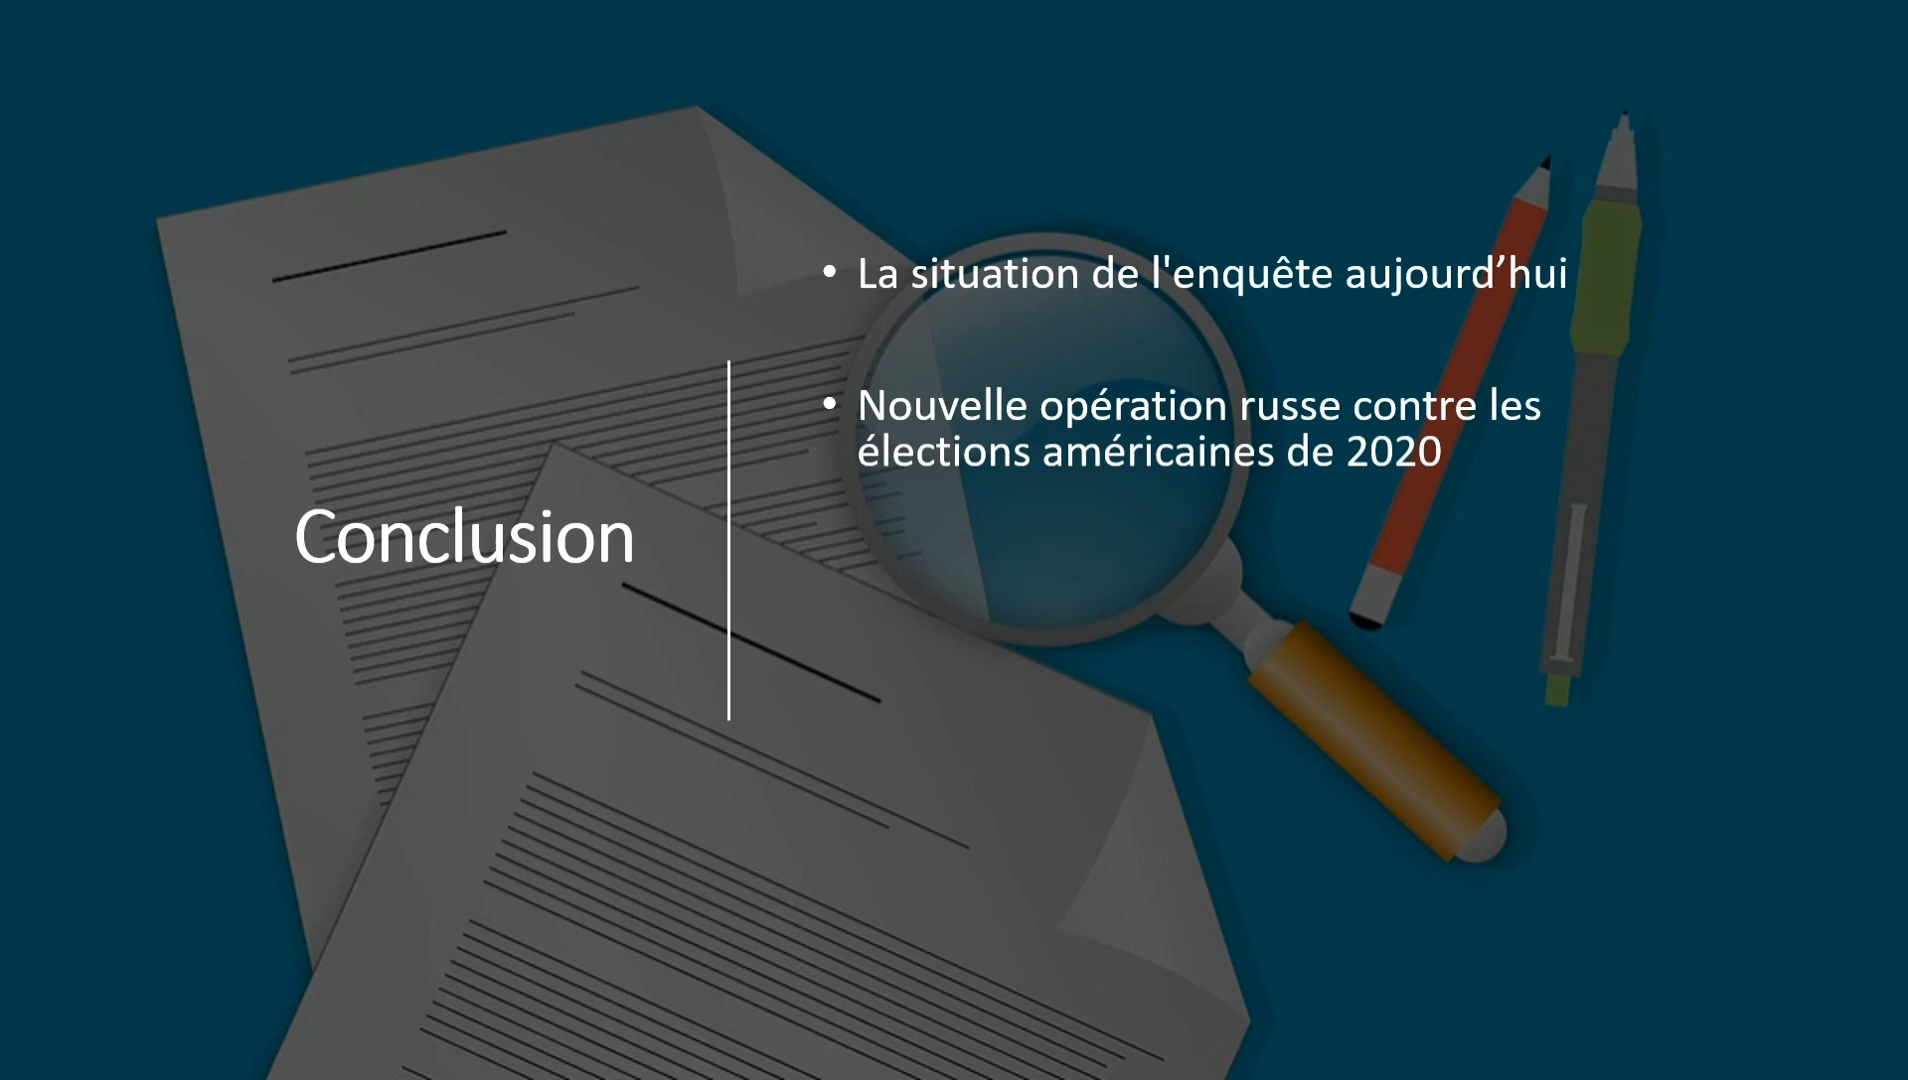 Conclusion
• La situation de l'enquête aujourd’hui
• Nouvelle opération russe contre les
élections américaines de 2020